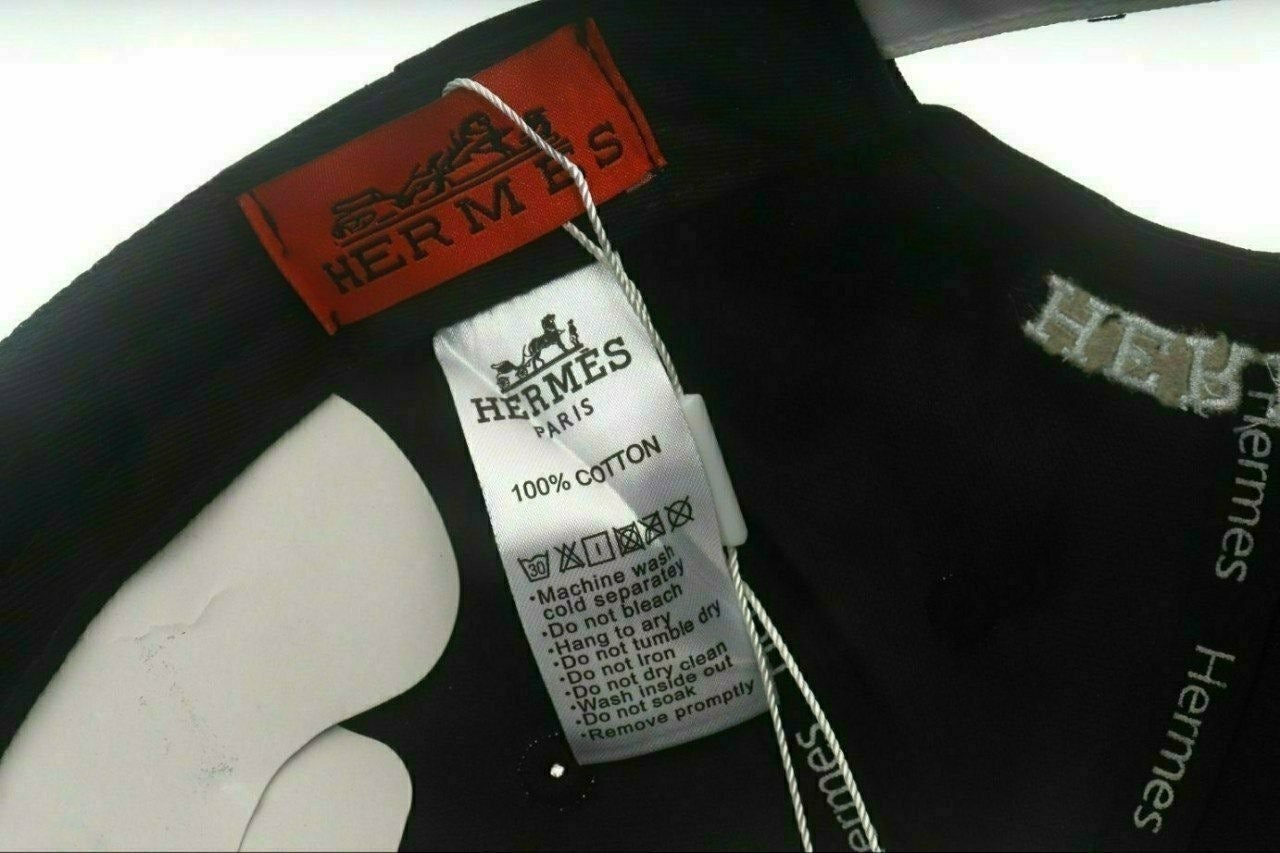 HERMES
HERMÈS
PARIS
100% COTTON
30
•Machine wash
cold separatey
•Do not bleach
•Hang to ary
•Do not tumble dry
•Do not Iron
•Do not dry clean
•Wash inside out
•Do not soak
•Remove promptly
HER
Hermes
Hermes
Hermes